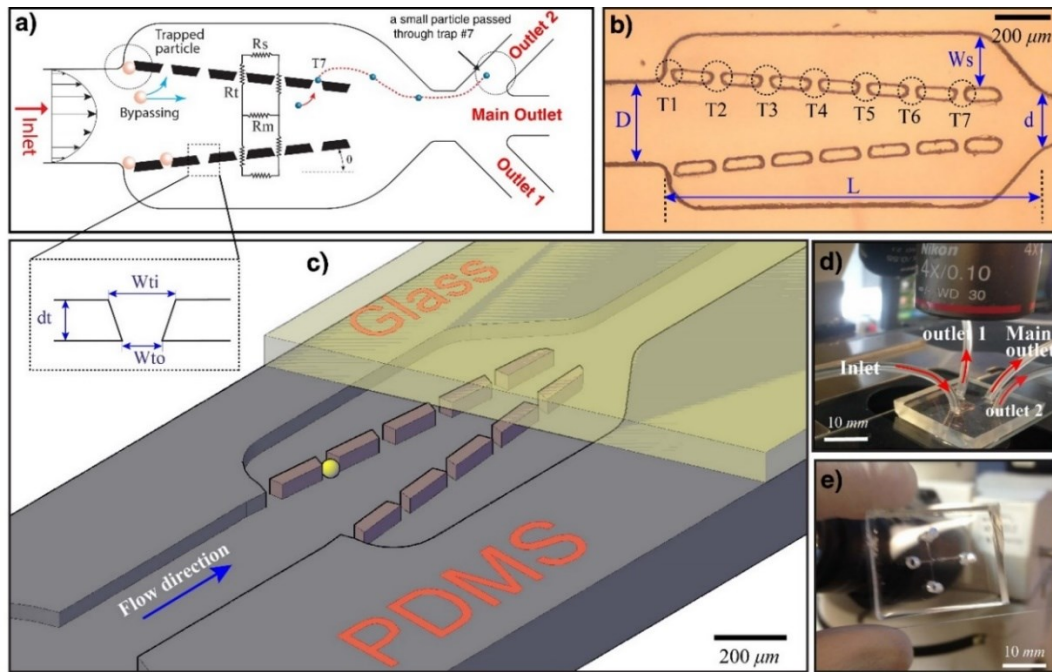 a)
Trapped
particle
Bypassing
Inlet
Rs
Rt
Rm
T7
θ
a small particle passed
through trap #7
Outlet 2
Main Outlet
Outlet 1
Wti
dt
Wto
b)
200 μm
Ws
T1 T2 T3 T4 T5 T6 T7
D
d
L
c)
Glass
PDMS
Flow direction
200 μm
d)
Nikon
4X/0.10
WD 30
4X
outlet 1
Main
outlet
Inlet
outlet 2
10 mm
e)
10 mm